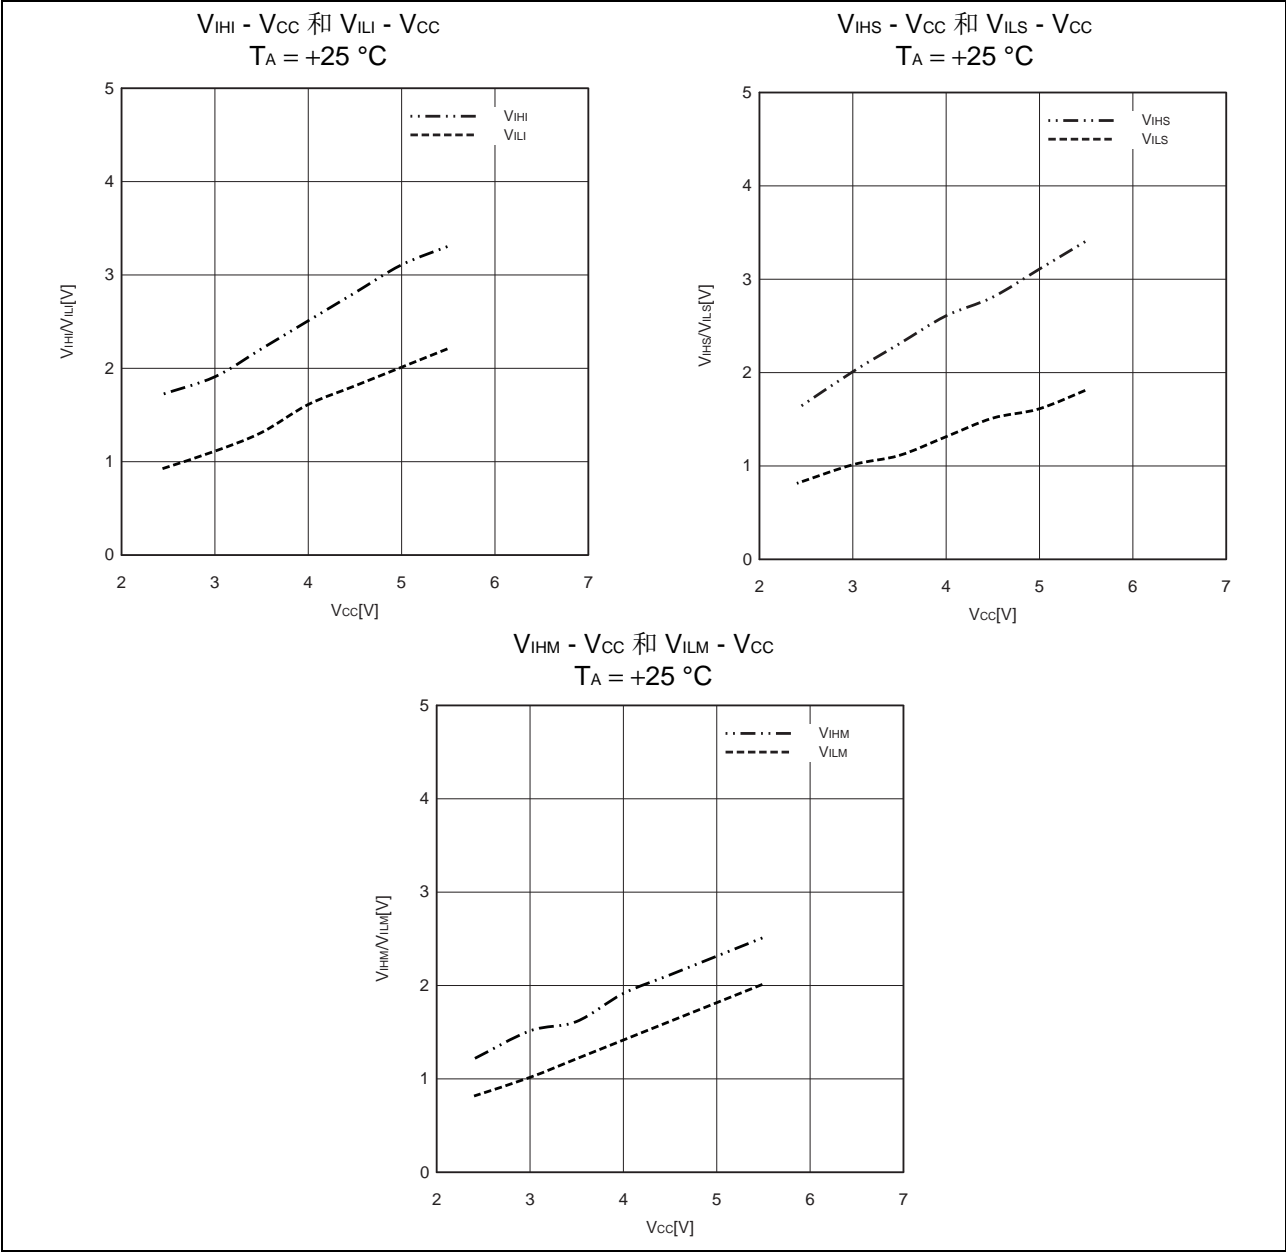 VIHI - VCC 和 VILI - VCC
TA = +25 °C
5
4
3
2
1
0
2 3 4 5 6 7
VIHI/VILI[V]
VCC[V]
VIHI
VILI
VIHS - VCC 和 VILS - VCC
TA = +25 °C
5
4
3
2
1
0
2 3 4 5 6 7
VIHS/VILS[V]
VCC[V]
VIHS
VILS
VIHM - VCC 和 VILM - VCC
TA = +25 °C
5
4
3
2
1
0
2 3 4 5 6 7
VIHM/VILM[V]
VCC[V]
VIHM
VILM